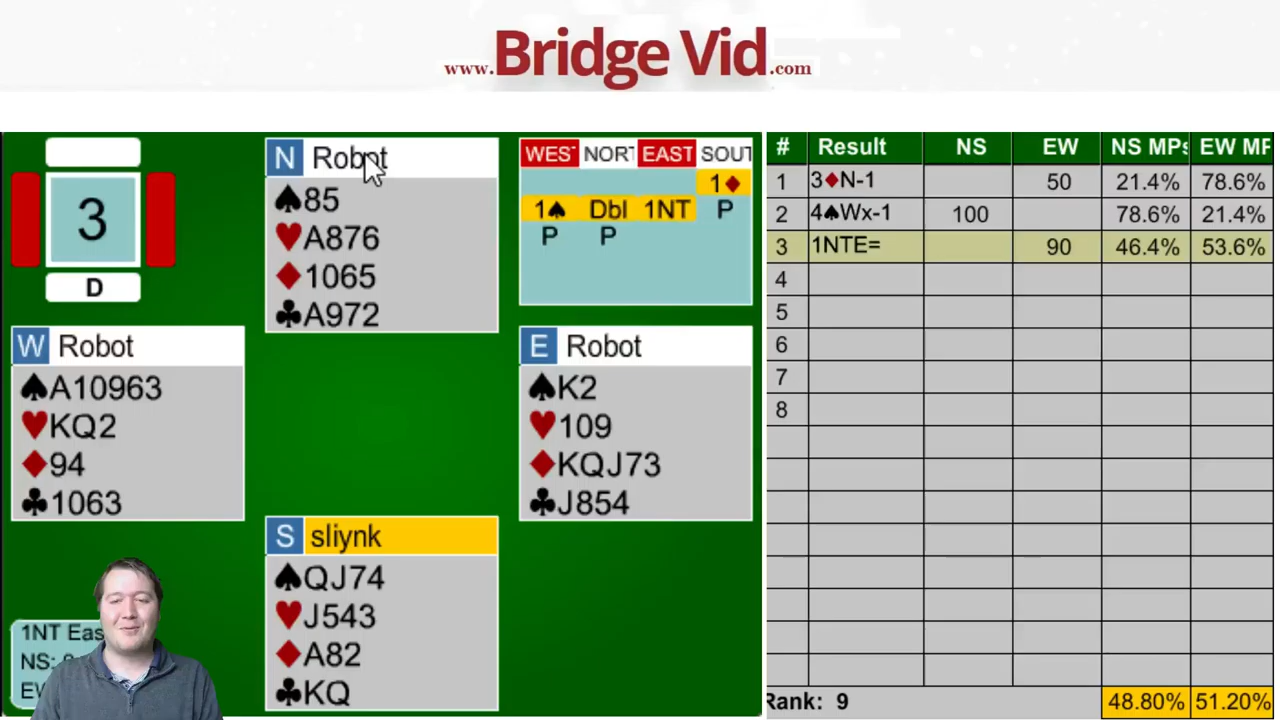 www.Bridge Vid.com
3
D
N Robot
♠85
♥A876
♦1065
♣A972
WEST NORT EAST SOUT
1♦
1♠ Dbl 1NT P
P P
W Robot
♠A10963
♥KQ2
♦94
♣1063
E Robot
♠K2
♥109
♦KQJ73
♣J854
S sliynk
♠QJ74
♥J543
♦A82
♣KQ
1NT Eas
NS:
EW
# Result NS EW NS MPs EW MP
1 3♦N-1 50 21.4% 78.6%
2 4♠Wx-1 100 78.6% 21.4%
3 1NTE= 90 46.4% 53.6%
4
5
6
7
8
Rank: 9 48.80% 51.20%